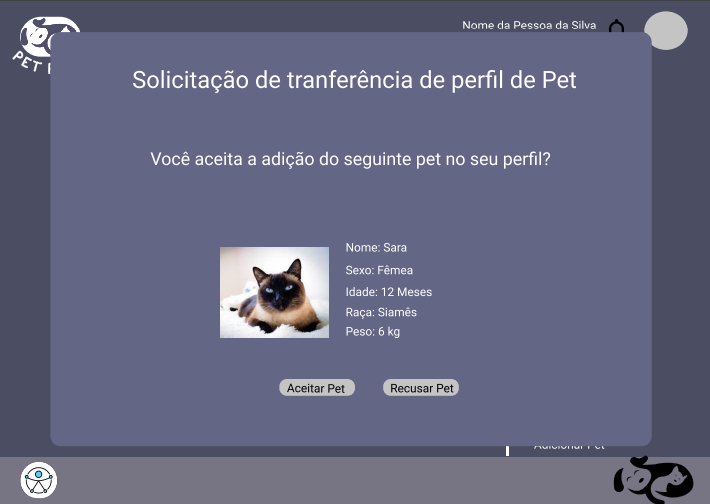 Nome da Pessoa da Silva
PET
Solicitação de tranferência de perfil de Pet
Você aceita a adição do seguinte pet no seu perfil?
Nome: Sara
Sexo: Fêmea
Idade: 12 Meses
Raça: Siamês
Peso: 6 kg
Aceitar Pet
Recusar Pet
Adicionar Pet